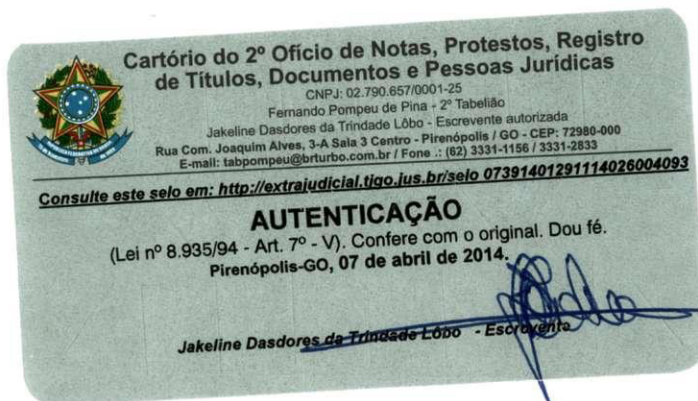 Cartório do 2º Ofício de Notas, Protestos, Registro
de Títulos, Documentos e Pessoas Jurídicas
CNPJ: 02.790.657/0001-25
Fernando Pompeu de Pina - 2º Tabelião
Jakeline Dasdores da Trindade Lôbo - Escrevente autorizada
Rua Com. Joaquim Alves, 3-A Sala 3 Centro - Pirenópolis / GO - CEP: 72980-000
E-mail: tabpompeu@brturbo.com.br / Fone .: (62) 3331-1156 / 3331-2833
Consulte este selo em: http://extrajudicial.tjgo.jus.br/selo 07391401291114026004093
AUTENTICAÇÃO
(Lei nº 8.935/94 - Art. 7º - V). Confere com o original. Dou fé.
Pirenópolis-GO, 07 de abril de 2014.
Jakeline Dasdores da Trindade Lôbo - Escrevente